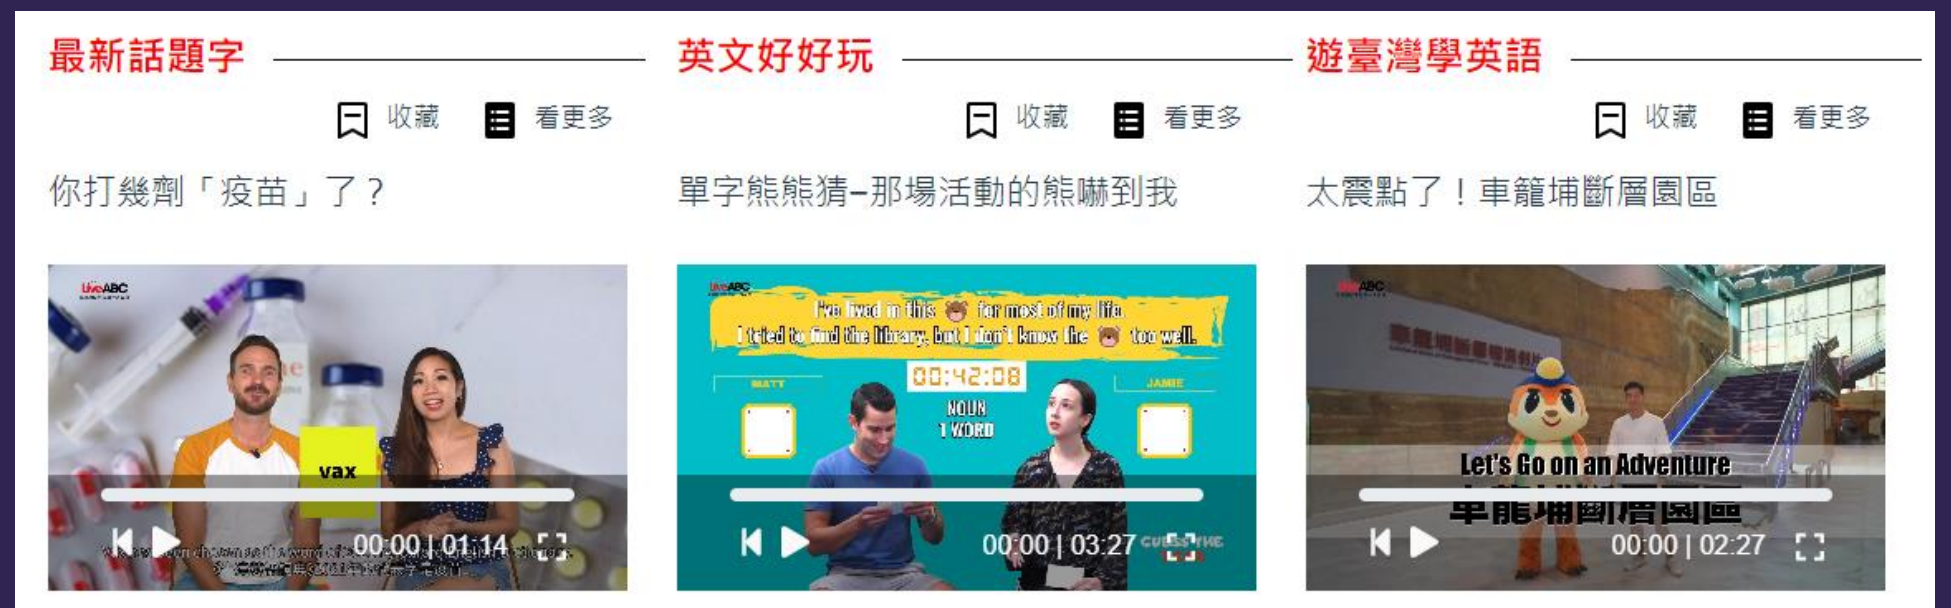 最新話題字
收藏
看更多
你打幾劑「疫苗」了?
LiveABC
vax
00:00 | 01:14
英文好好玩
收藏
看更多
單字熊熊猜–那場活動的熊嚇到我
LiveABC
I've lived in this for most of my life.
I tried to find the library, but I don't know the too well.
00:42:08
MATT
JAMIE
NOUN
1 WORD
00:00 | 03:27
GUESS THE
遊臺灣學英語
收藏
看更多
太震點了!車籠埔斷層園區
LiveABC
Let's Go on an Adventure
車籠埔斷層園區
00:00 | 02:27